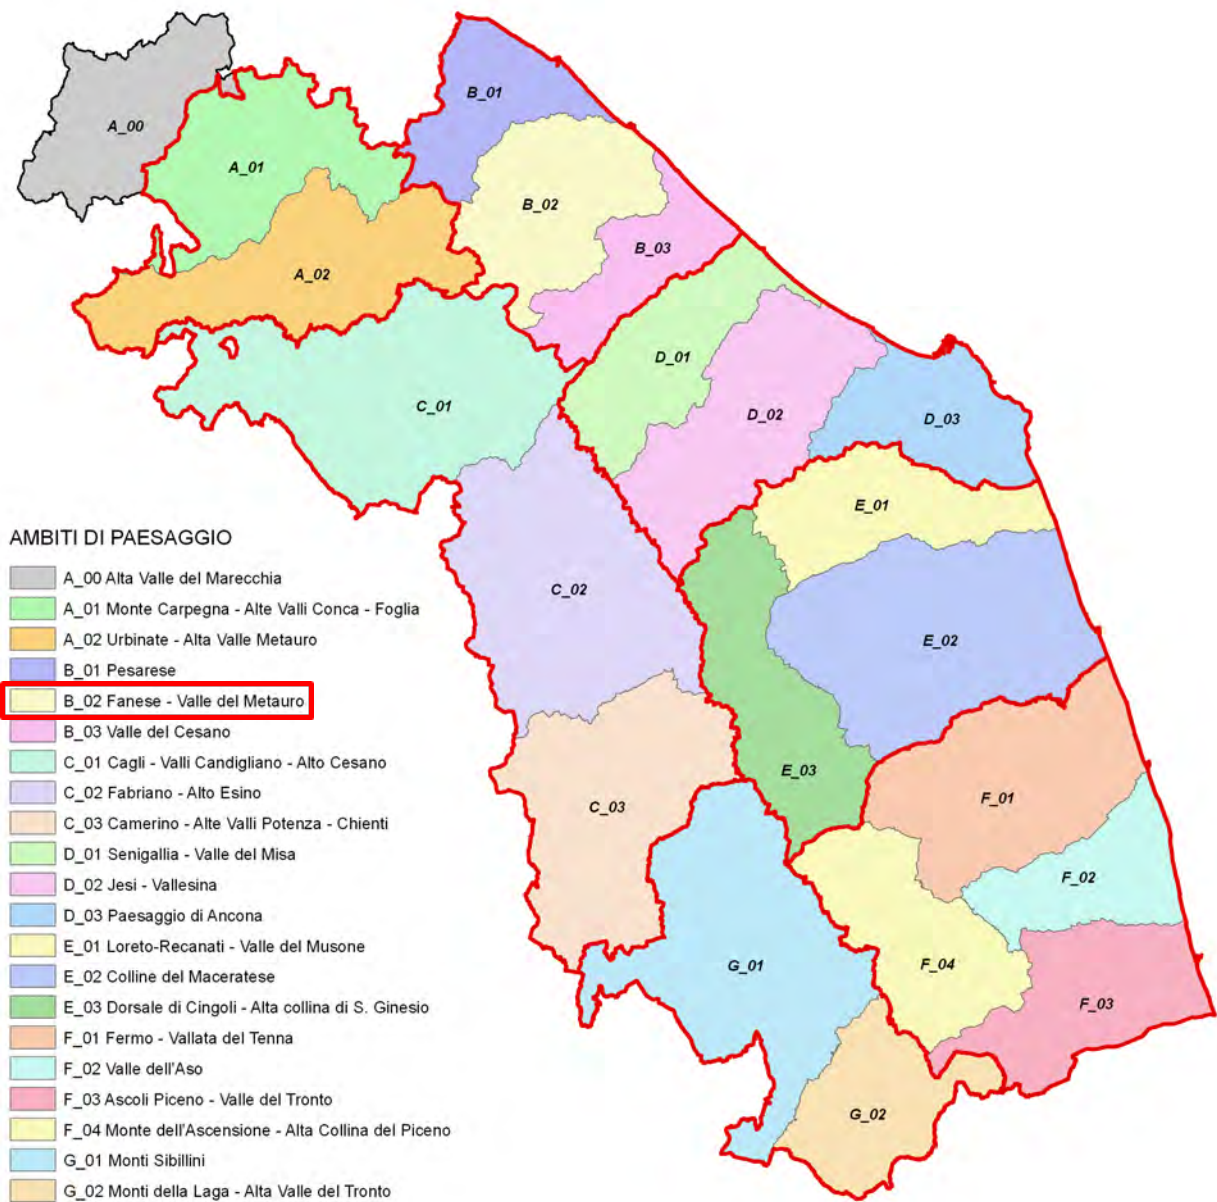 A_00
B_01
A_01
B_02
B_03
A_02
D_01
C_01
D_02
D_03
E_01
C_02
E_02
E_03
F_01
C_03
F_02
G_01
F_04
F_03
G_02
AMBITI DI PAESAGGIO
A_00 Alta Valle del Marecchia
A_01 Monte Carpegna - Alte Valli Conca - Foglia
A_02 Urbinate - Alta Valle Metauro
B_01 Pesarese
B_02 Fanese - Valle del Metauro
B_03 Valle del Cesano
C_01 Cagli - Valli Candigliano - Alto Cesano
C_02 Fabriano - Alto Esino
C_03 Camerino - Alte Valli Potenza - Chienti
D_01 Senigallia - Valle del Misa
D_02 Jesi - Vallesina
D_03 Paesaggio di Ancona
E_01 Loreto-Recanati - Valle del Musone
E_02 Colline del Maceratese
E_03 Dorsale di Cingoli - Alta collina di S. Ginesio
F_01 Fermo - Vallata del Tenna
F_02 Valle dell'Aso
F_03 Ascoli Piceno - Valle del Tronto
F_04 Monte dell'Ascensione - Alta Collina del Piceno
G_01 Monti Sibillini
G_02 Monti della Laga - Alta Valle del Tronto